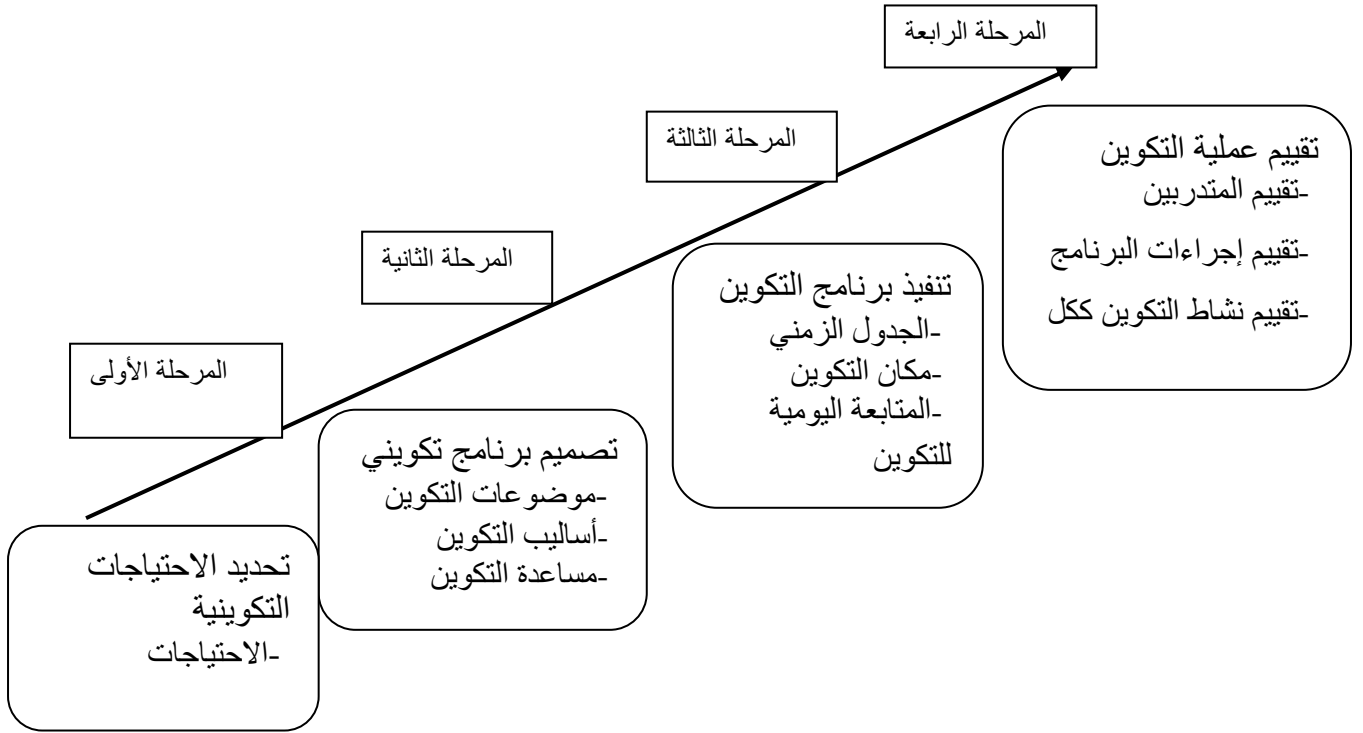 المرحلة الأولى
تحديد الاحتياجات
التكوينية
-الاحتياجات
المرحلة الثانية
تصميم برنامج تكويني
-موضوعات التكوين
-أساليب التكوين
-مساعدة التكوين
المرحلة الثالثة
تنفيذ برنامج التكوين
-الجدول الزمني
-مكان التكوين
-المتابعة اليومية
للتكوين
المرحلة الرابعة
تقييم عملية التكوين
-تقييم المتدربين
-تقييم إجراءات البرنامج
-تقييم نشاط التكوين ككل